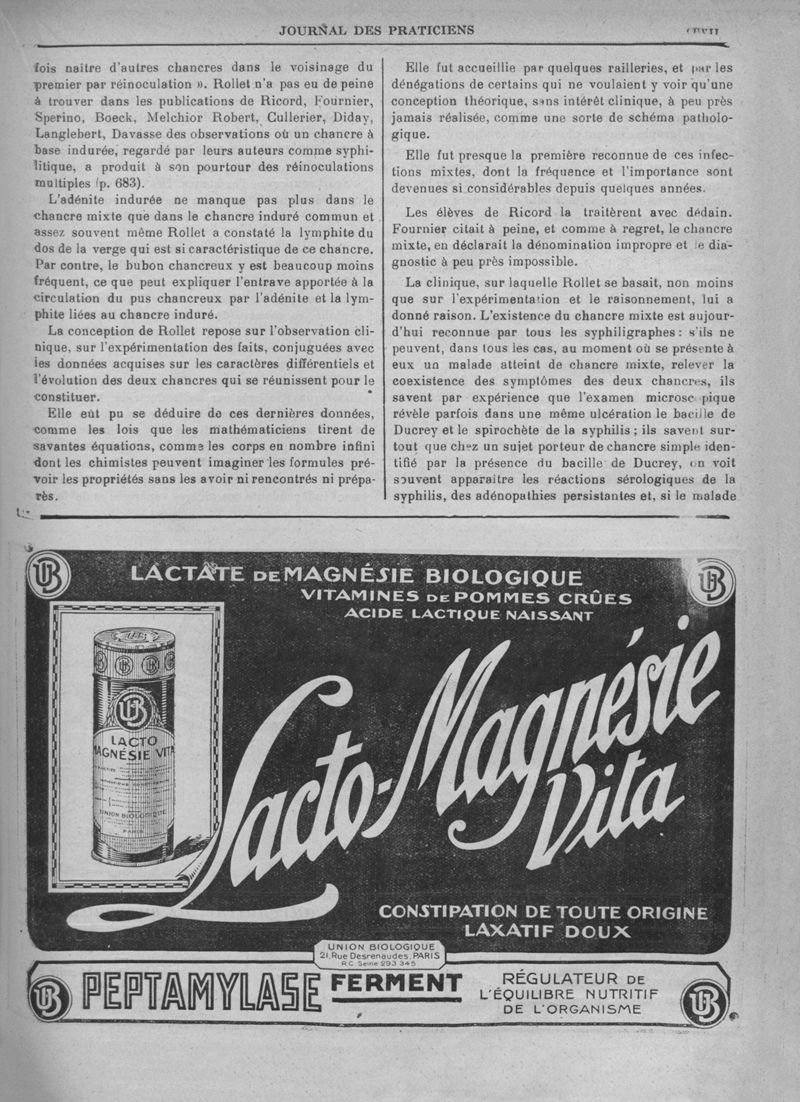 JOURNAL DES PRATICIENS
fois naitre d'autres chancres dans le voisinage du
premier par réinoculation ». Rollet n'a pas eu de peine
à trouver dans les publications de Ricord, Fournier,
Sperino, Boeck, Melchior Robert, Cullerier, Diday,
Langlebert, Davasse des observations où un chancre à
base indurée, regardé par leurs auteurs comme syphi-
litique, a produit à son pourtour des réinoculations
multiples (p. 683).
L'adénite indurée ne manque pas plus dans le
chancre mixte que dans le chancre induré commun et
assez souvent même Rollet a constaté la lymphite du
dos de la verge qui est si caractéristique de ce chancre.
Par contre, le bubon chancreux y est beaucoup moins
fréquent, ce que peut expliquer l'entrave apportée à la
circulation du pus chancreux par l'adénite et la lym-
phite liées au chancre induré.
La conception de Rollet repose sur l'observation cli-
nique, sur l'expérimentation des faits, conjuguées avec
les données acquises sur les caractères différentiels et
l'évolution des deux chancres qui se réunissent pour le
constituer.
Elle eût pu se déduire de ces dernières données,
comme les lois que les mathématiciens tirent de
savantes équations, comme les corps en nombre infini
dont les chimistes peuvent imaginer les formules pré-
voir les propriétés sans les avoir ni rencontrés ni prépa-
rés.
Elle fut accueillie par quelques railleries, et par les
dénégations de certains qui ne voulaient y voir qu'une
conception théorique, sans intérêt clinique, à peu près
jamais réalisée, comme une sorte de schéma patholo-
gique.
Elle fut presque la première reconnue de ces infec-
tions mixtes, dont la fréquence et l'importance sont
devenues si considérables depuis quelques années.
Les élèves de Ricord la traitèrent avec dédain.
Fournier citait à peine, et comme à regret, le chancre
mixte, en déclarait la dénomination impropre et le dia-
gnostic à peu près impossible.
La clinique, sur laquelle Rollet se basait, non moins
que sur l'expérimentation et le raisonnement, lui a
donné raison. L'existence du chancre mixte est aujour-
d'hui reconnue par tous les syphiligraphes : s'ils ne
peuvent, dans tous les cas, au moment où se présente à
eux un malade atteint de chancre mixte, relever la
coexistence des symptômes des deux chancres, ils
savent par expérience que l'examen microscopique
révèle parfois dans une même ulcération le bacille de
Ducrey et le spirochète de la syphilis ; ils savent sur-
tout que chez un sujet porteur de chancre simple iden-
tifié par la présence du bacille de Ducrey, on voit
souvent apparaitre les réactions sérologiques de la
syphilis, des adénopathies persistantes et, si le malade
UB
UB
LACTATE DE MAGNÉSIE BIOLOGIQUE
VITAMINES DE POMMES CRÛES
ACIDE LACTIQUE NAISSANT
UB
LACTO
MAGNÉSIE VITA
UNION BIOLOGIQUE
PARIS
Lacto-Magnésie
Vita
CONSTIPATION DE TOUTE ORIGINE
LAXATIF DOUX
UNION BIOLOGIQUE
21, Rue Desrenaudes, PARIS
R.C. Seine 293 345
UB
PEPTAMYLASE FERMENT
RÉGULATEUR DE
L'ÉQUILIBRE NUTRITIF
DE L'ORGANISME
UB